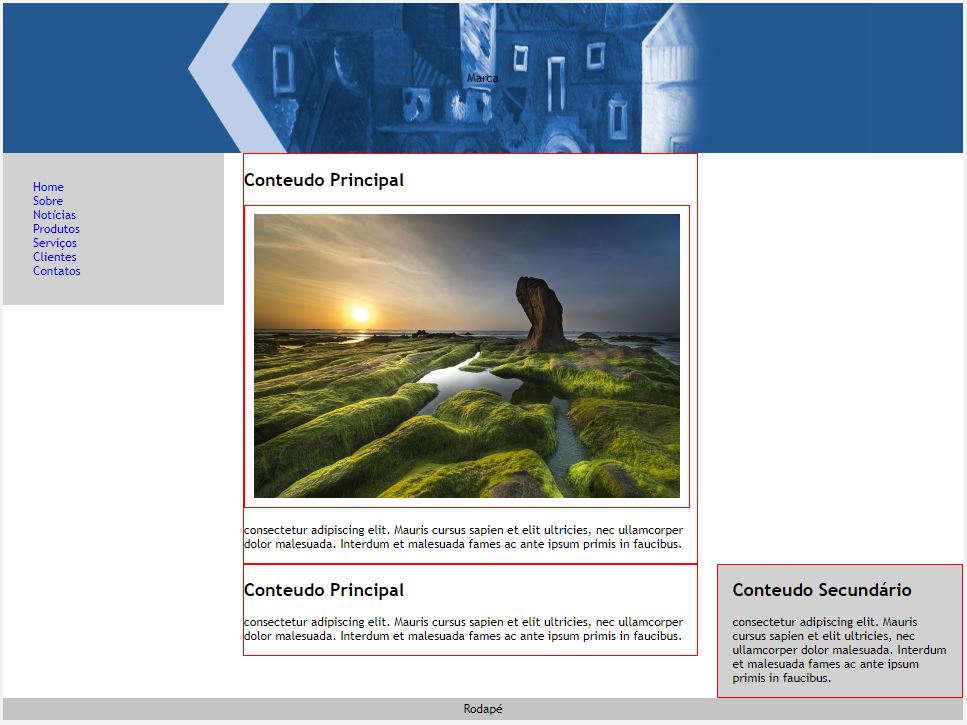 Marca
Home
Sobre
Notícias
Produtos
Serviços
Clientes
Contatos
Conteudo Principal
consectetur adipiscing elit. Mauris cursus sapien et elit ultricies, nec ullamcorper
dolor malesuada. Interdum et malesuada fames ac ante ipsum primis in faucibus.
Conteudo Principal
consectetur adipiscing elit. Mauris cursus sapien et elit ultricies, nec ullamcorper
dolor malesuada. Interdum et malesuada fames ac ante ipsum primis in faucibus.
Conteudo Secundário
consectetur adipiscing elit. Mauris
cursus sapien et elit ultricies, nec
ullamcorper dolor malesuada. Interdum
et malesuada fames ac ante ipsum
primis in faucibus.
Rodapé